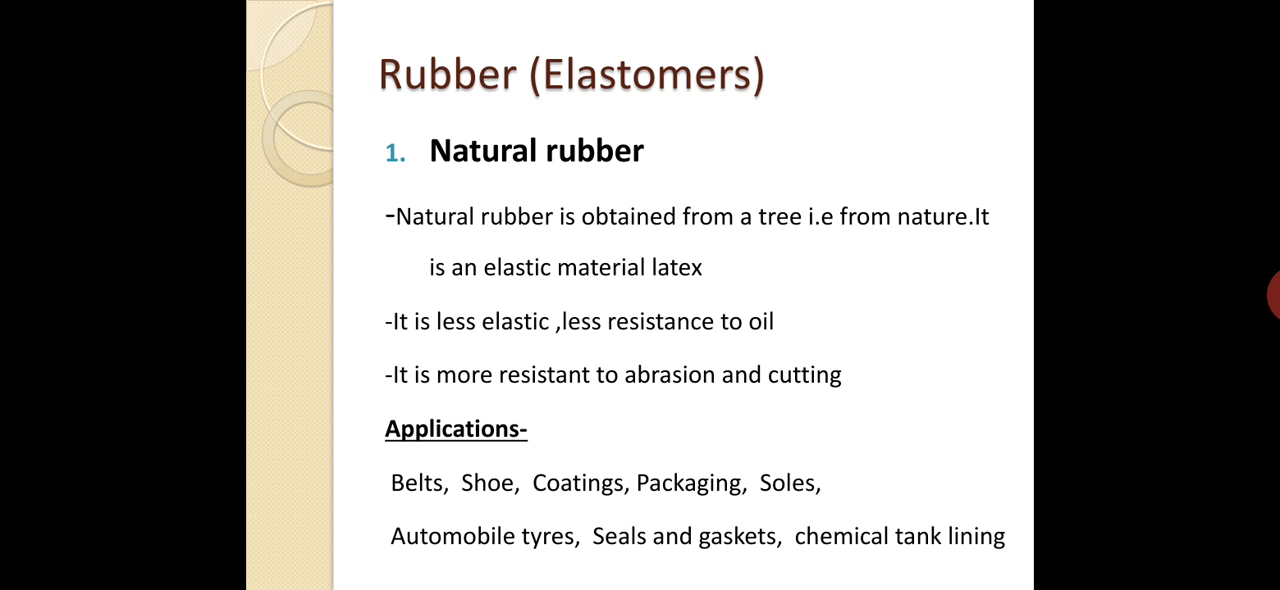 Rubber (Elastomers)
1. Natural rubber
-Natural rubber is obtained from a tree i.e from nature.It
is an elastic material latex
-It is less elastic ,less resistance to oil
-It is more resistant to abrasion and cutting
Applications-
Belts, Shoe, Coatings, Packaging, Soles,
Automobile tyres, Seals and gaskets, chemical tank lining